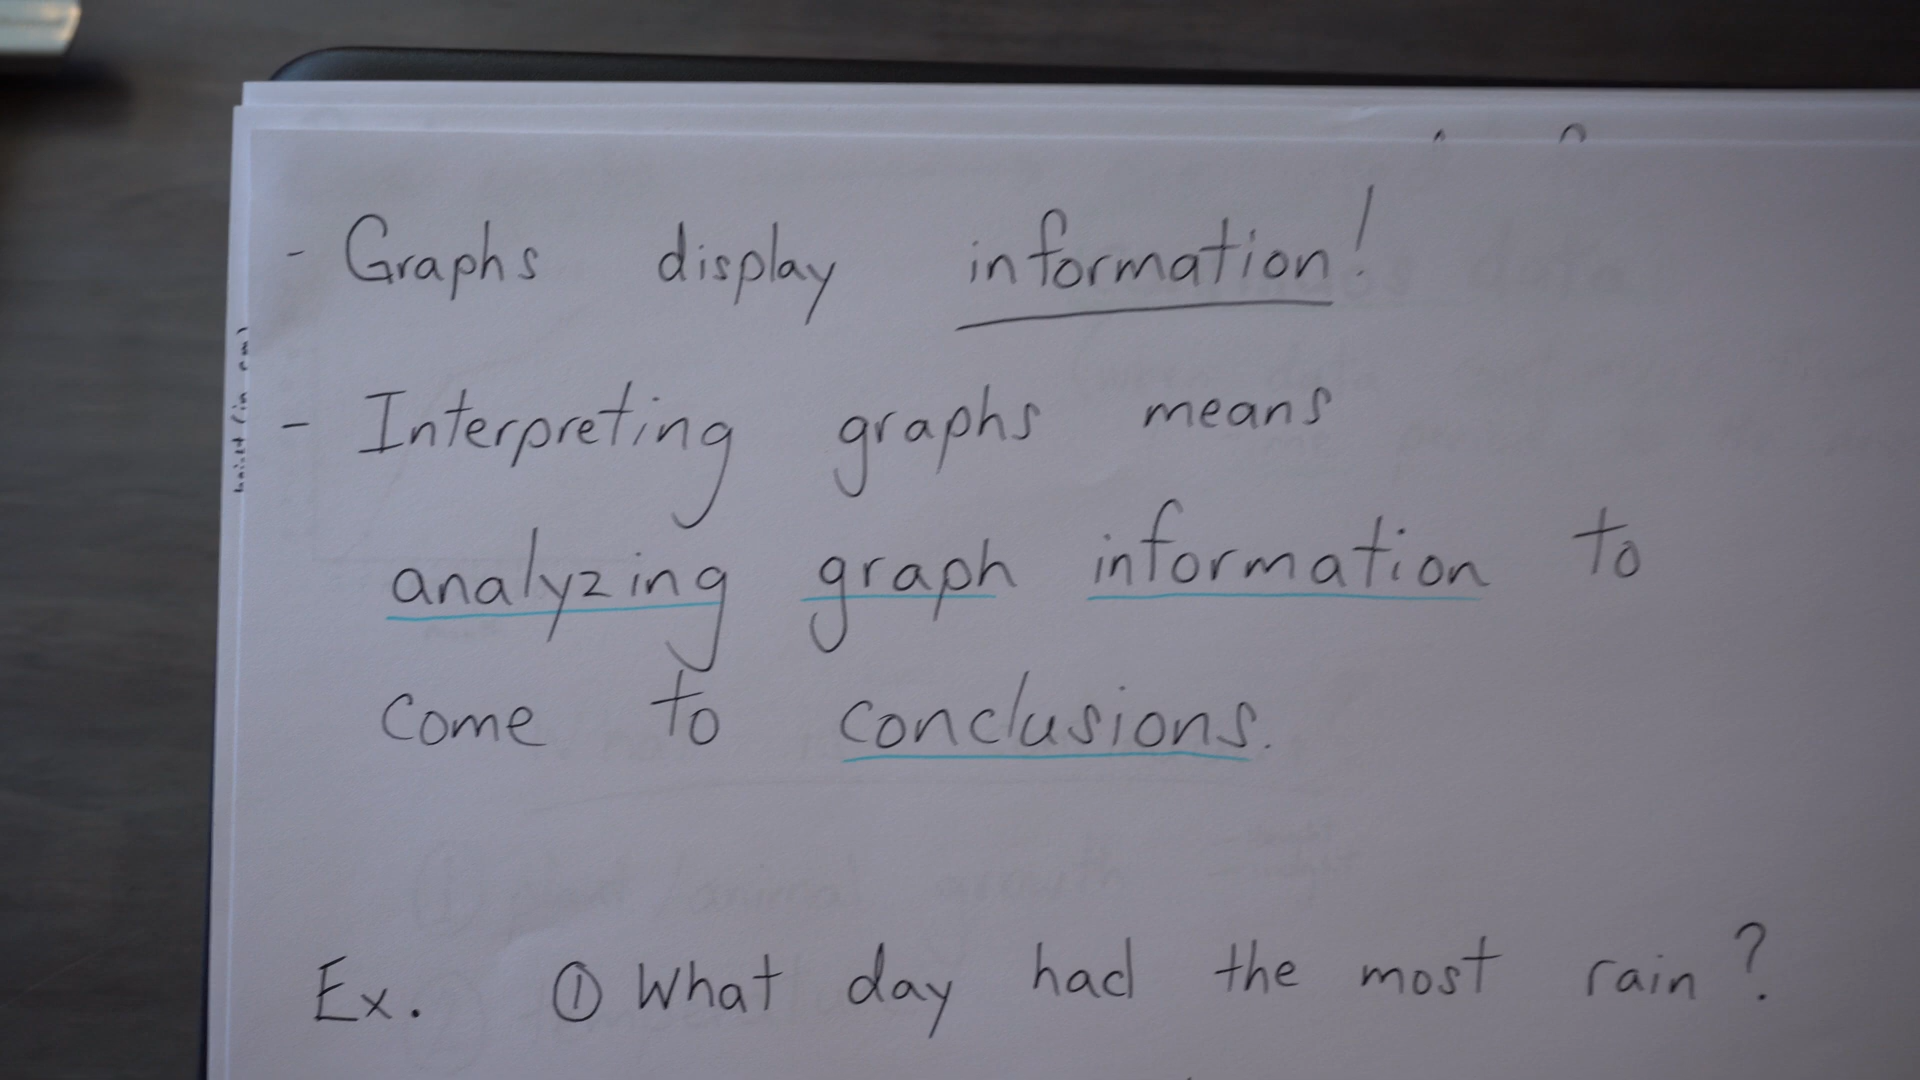 - Graphs display information!
- Interpreting graphs means
analyzing graph information to
come to conclusions.
Ex. ① What day had the most rain?